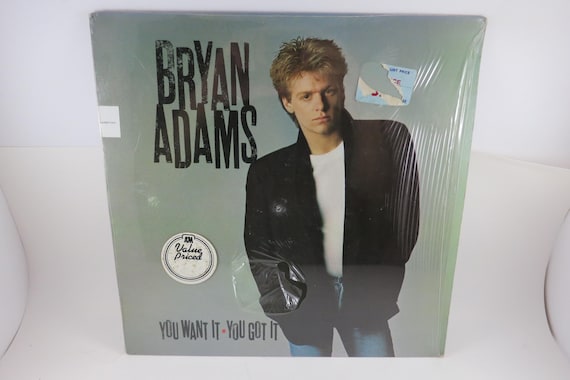 BRYAN
ADAMS
A&M
Value
Priced
YOU WANT IT • YOU GOT IT